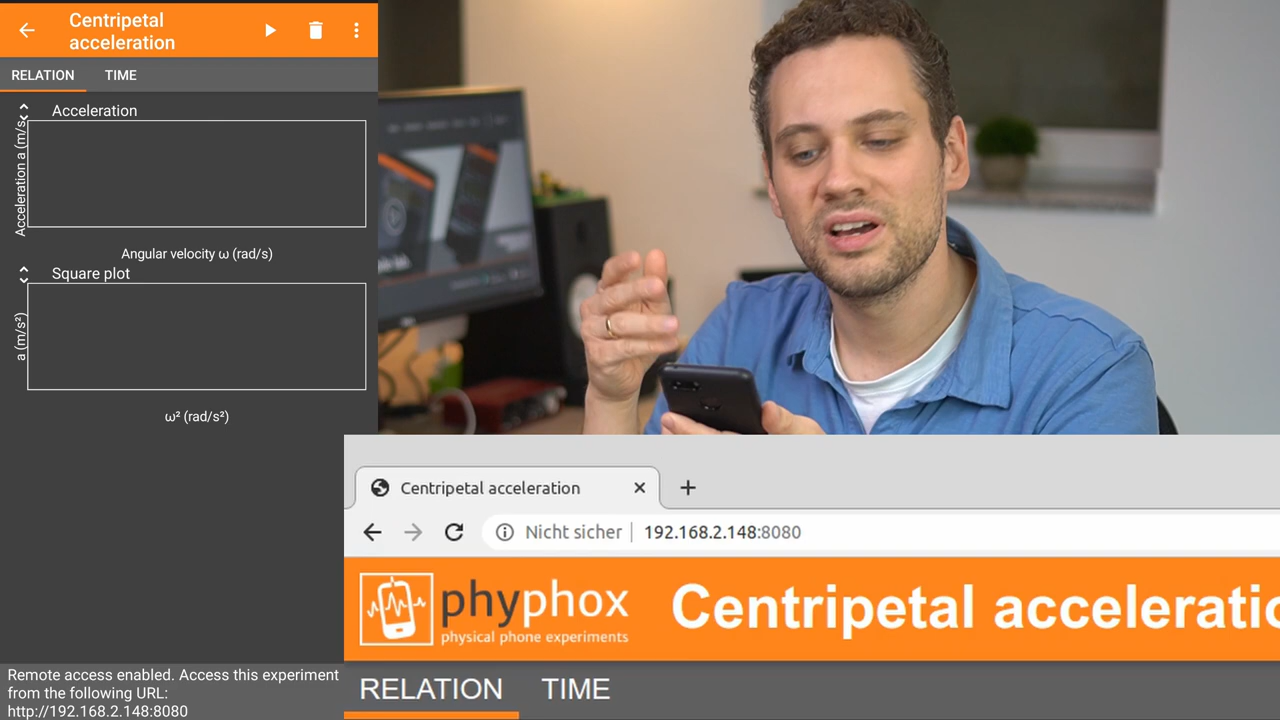 Centripetal
acceleration
RELATION TIME
Acceleration
Acceleration a (m/s
Angular velocity ω (rad/s)
Square plot
a (m/s²)
ω² (rad/s²)
Remote access enabled. Access this experiment
from the following URL:
http://192.168.2.148:8080
Centripetal acceleration
Nicht sicher 192.168.2.148:8080
phyphox
physical phone experiments
Centripetal acceleratio
RELATION TIME